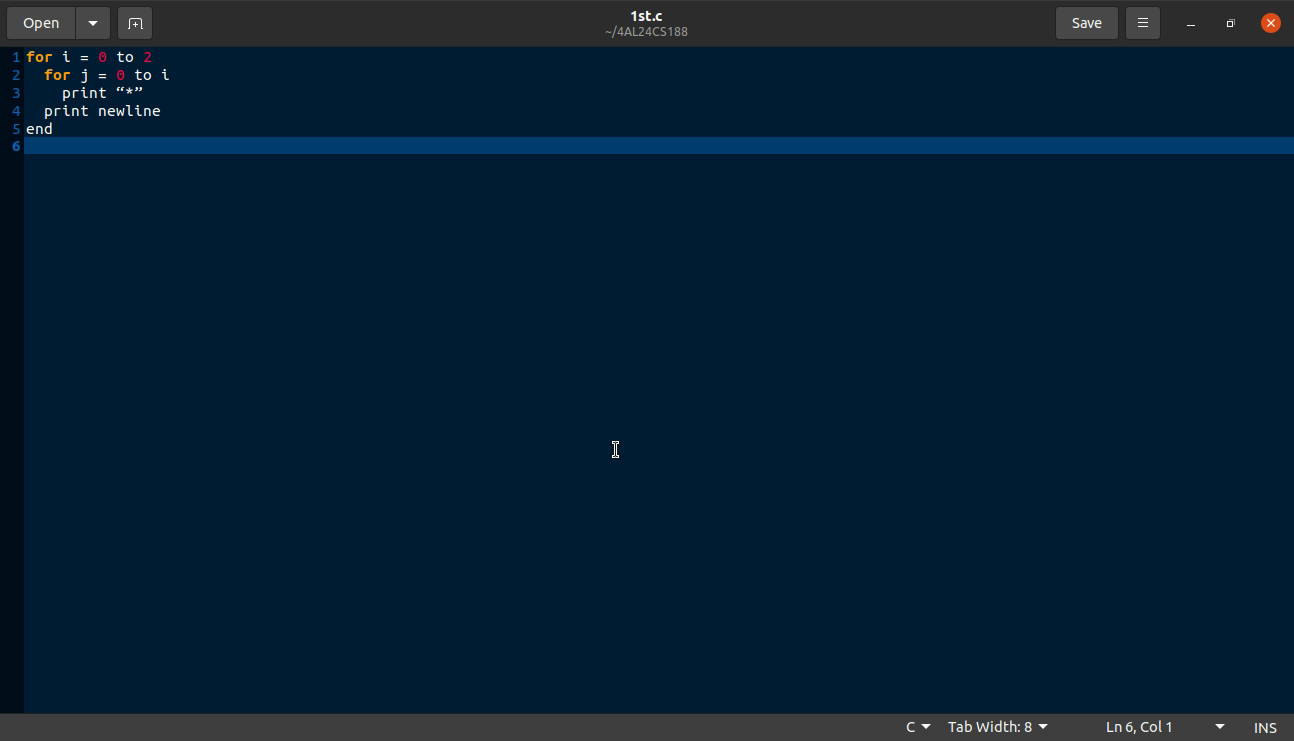 Open
1st.c
~/4AL24CS188
Save
1 for i = 0 to 2
2   for j = 0 to i
3     print “*”
4   print newline
5 end
6
C
Tab Width: 8
Ln 6, Col 1
INS